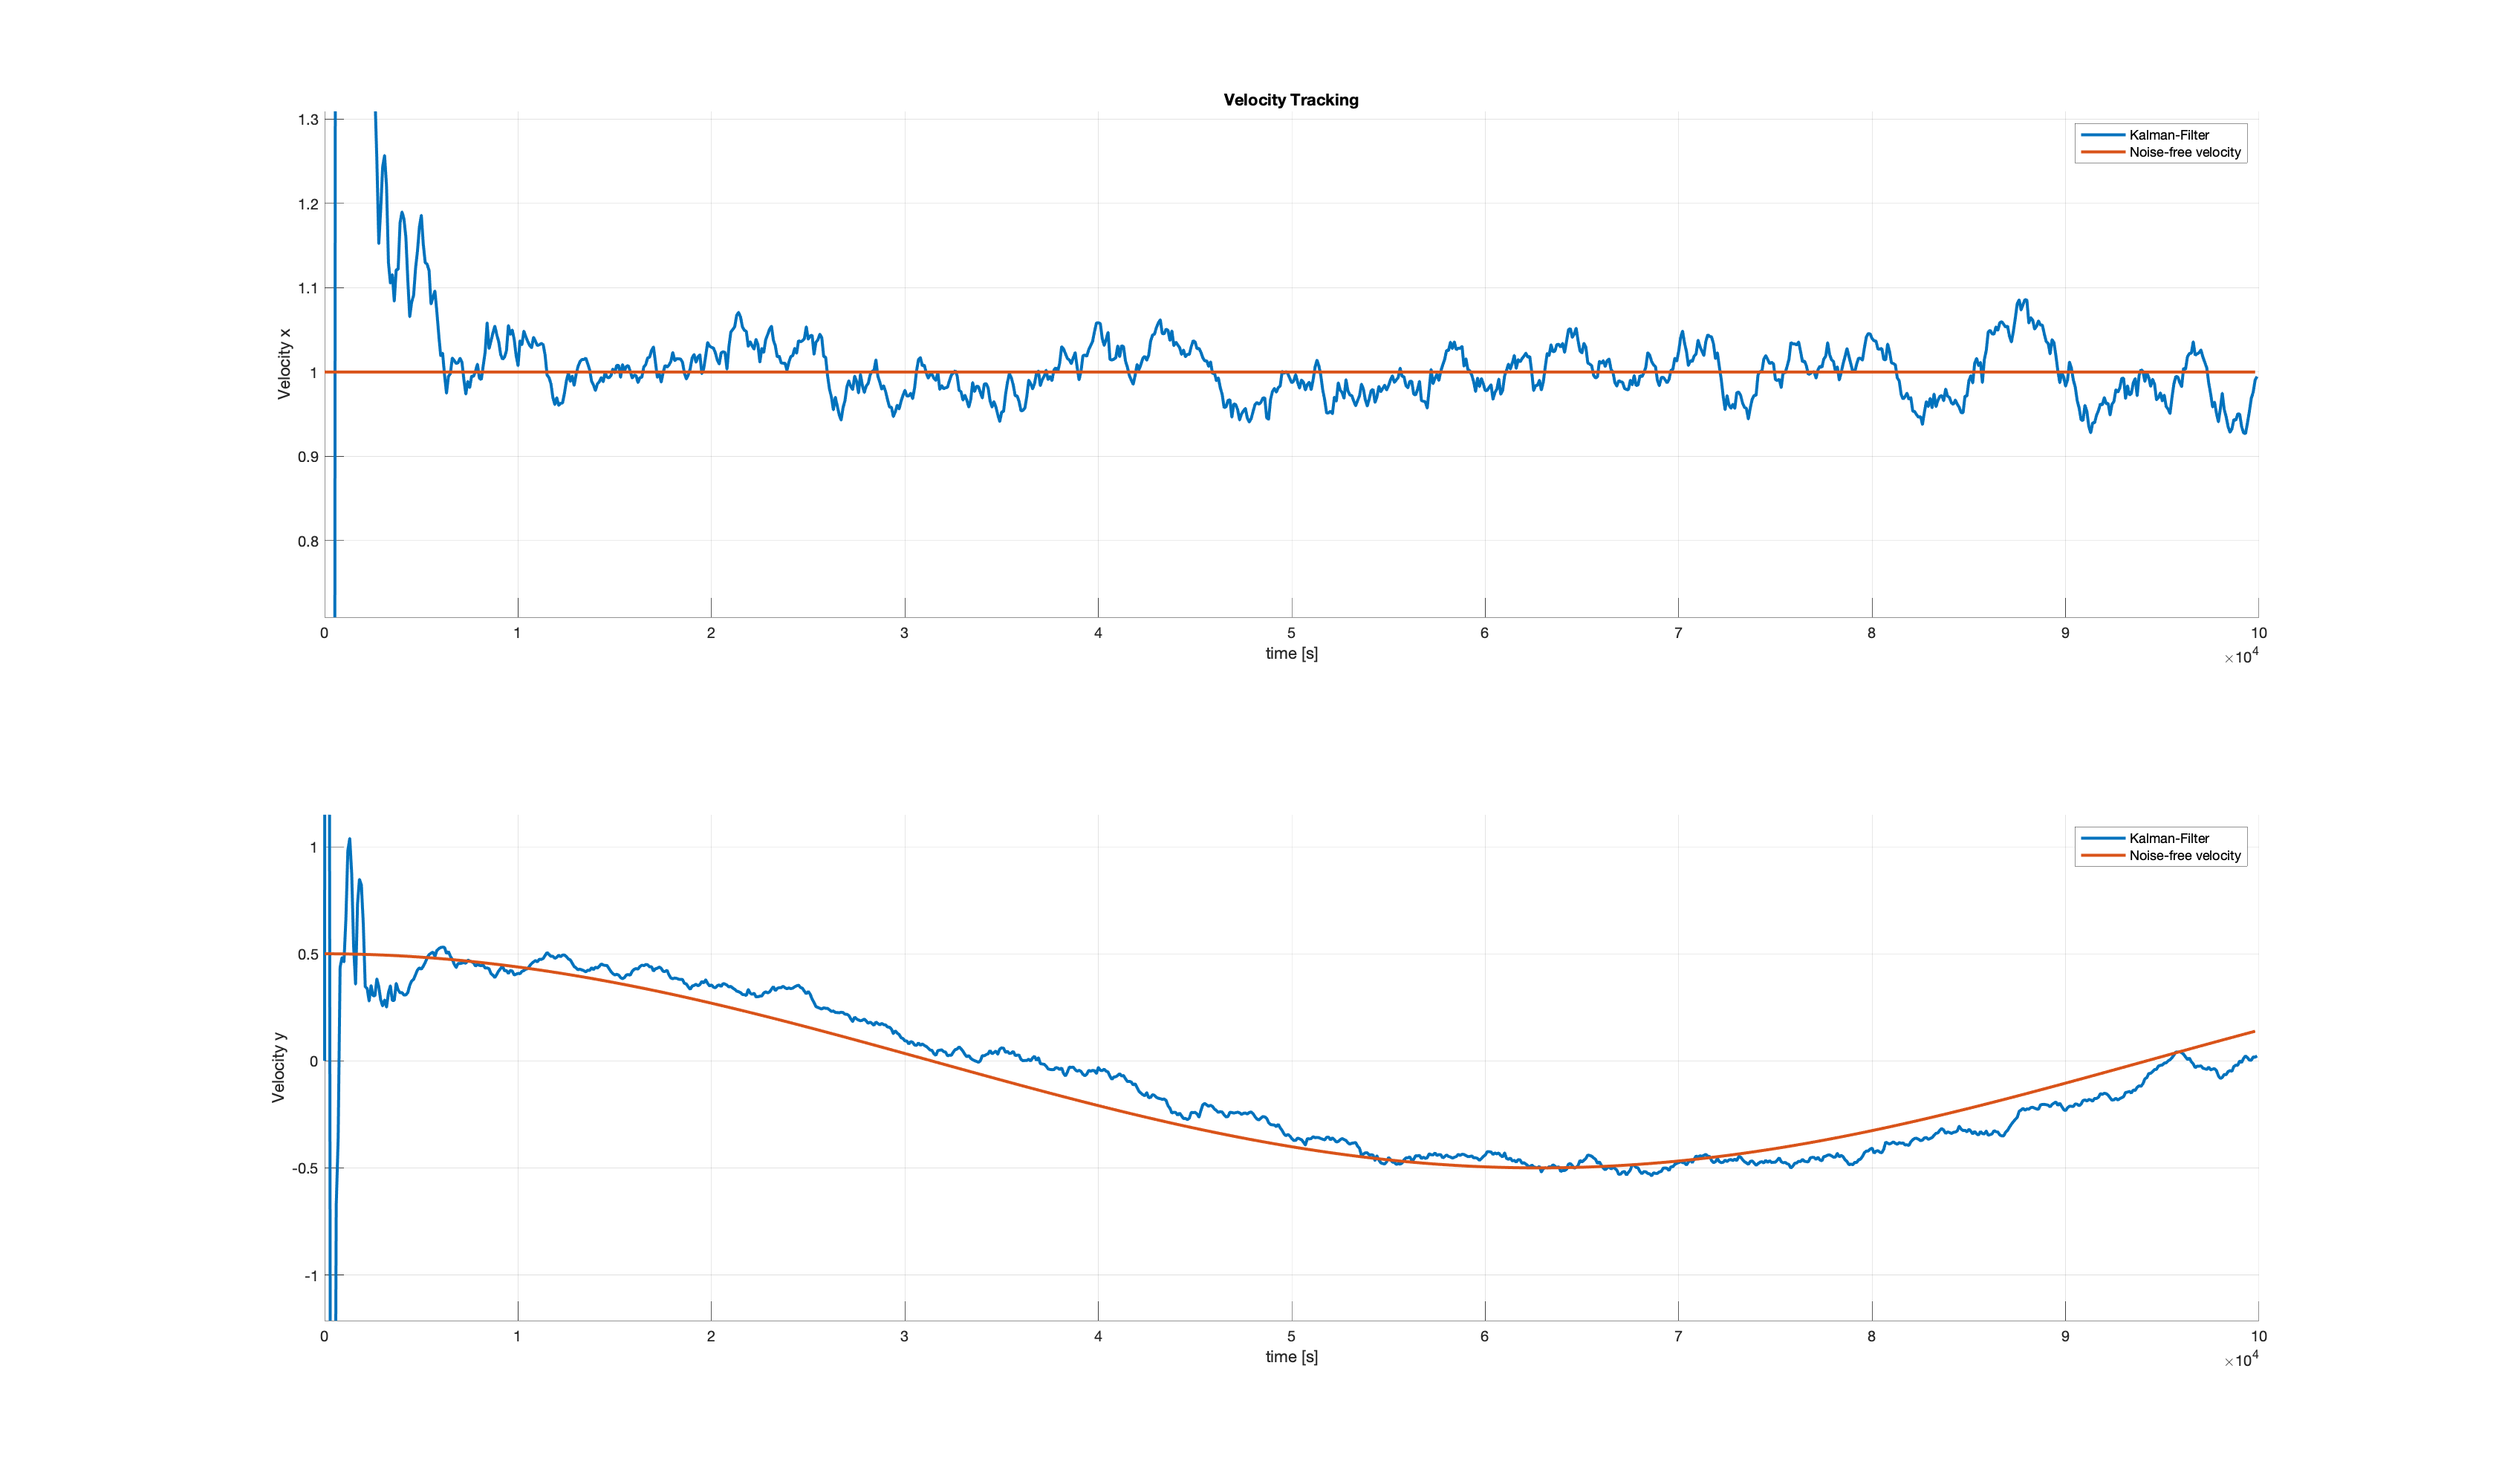 Velocity Tracking
Kalman-Filter
Noise-free velocity
Velocity x
1.3
1.2
1.1
1
0.9
0.8
0 1 2 3 4 5 6 7 8 9 10
time [s]
×10^4
Kalman-Filter
Noise-free velocity
Velocity y
1
0.5
0
-0.5
-1
0 1 2 3 4 5 6 7 8 9 10
time [s]
×10^4